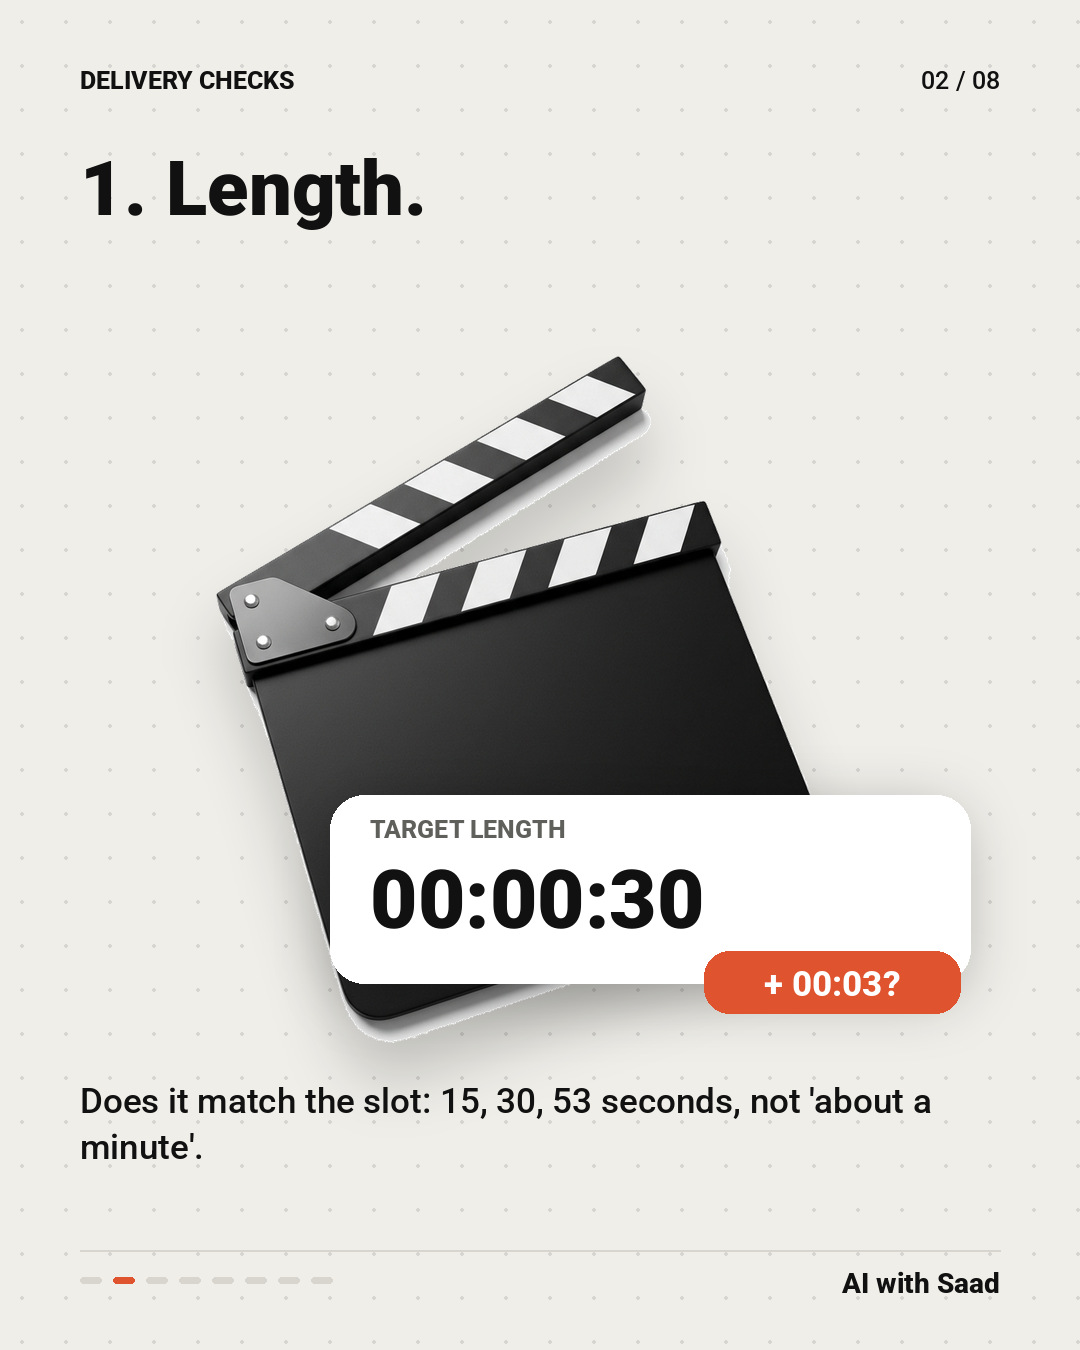 DELIVERY CHECKS
02 / 08
1. Length.
TARGET LENGTH
00:00:30
+ 00:03?
Does it match the slot: 15, 30, 53 seconds, not 'about a
minute'.
AI with Saad